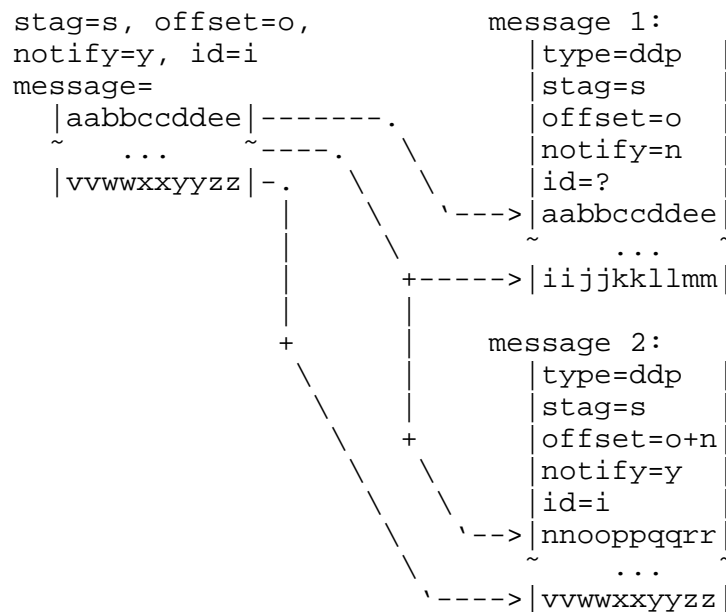 stag=s, offset=o,                message 1:
notify=y, id=i                      |type=ddp  |
message=                            |stag=s    |
  |aabbccddee|-------.              |offset=o  |
  ~   ...    ~----.   \             |notify=n  |
  |vvwwxxyyzz|-.   \   \            |id=?      |
               |    \   '--->|aabbccddee|
               |     \              ~    ...   ~
               |      +----->|iijjkkllmm|
               |      |
               +      |          message 2:
                \     |             |type=ddp  |
                 \    |             |stag=s    |
                  \   +             |offset=o+n|
                   \   \            |notify=y  |
                    \   \           |id=i      |
                     \   '-->|nnooppqqrr|
                      \             ~    ...   ~
                       '---->|vvwwxxyyzz|